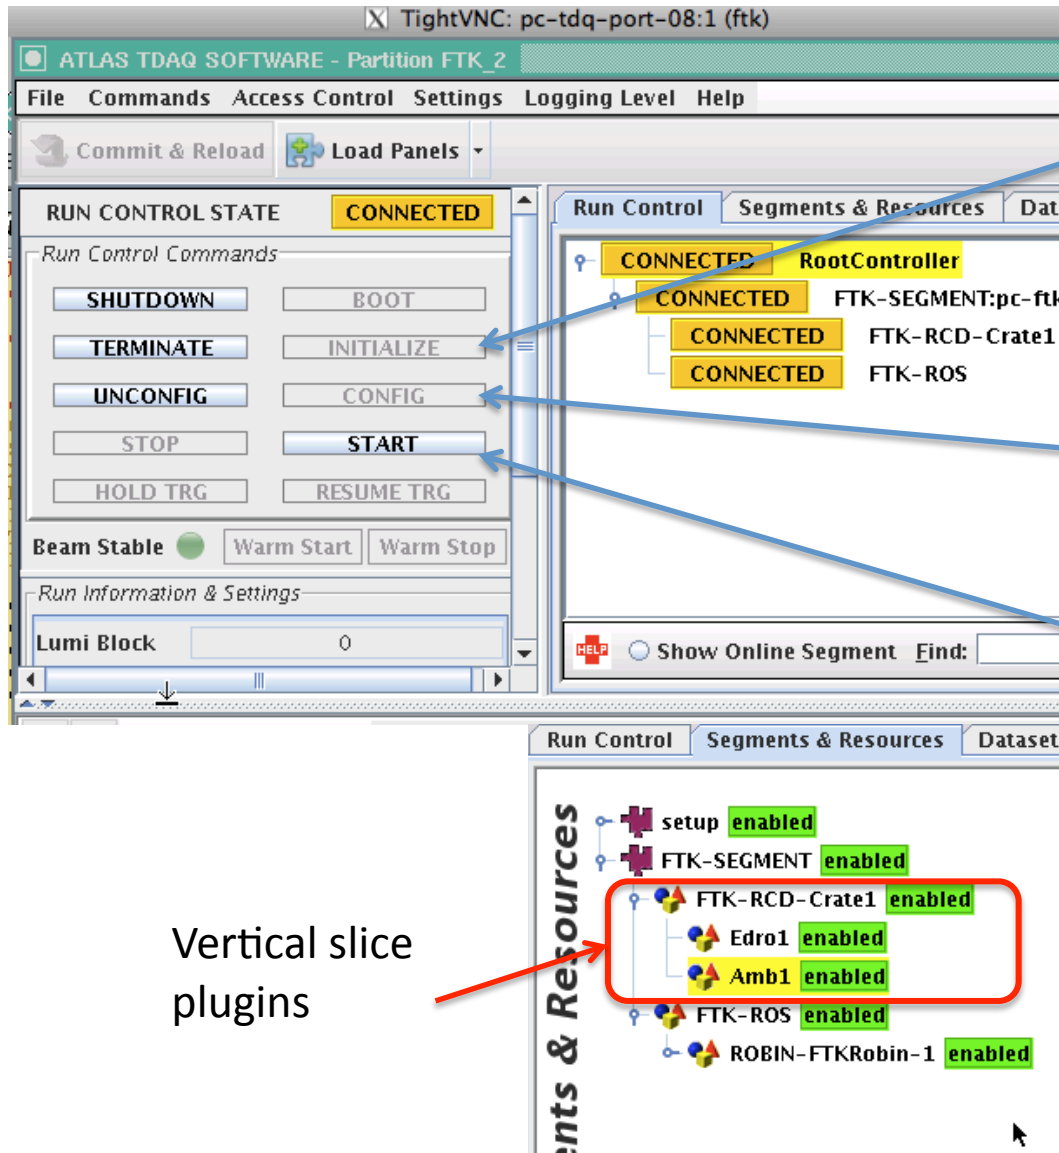 TightVNC: pc-tdq-port-08:1 (ftk)
ATLAS TDAQ SOFTWARE - Partition FTK_2
File Commands Access Control Settings Logging Level Help
Commit & Reload Load Panels
RUN CONTROL STATE CONNECTED
Run Control Commands
SHUTDOWN BOOT
TERMINATE INITIALIZE
UNCONFIG CONFIG
STOP START
HOLD TRG RESUME TRG
Beam Stable Warm Start Warm Stop
Run Information & Settings
Lumi Block 0
Run Control Segments & Resources Dat
CONNECTED RootController
CONNECTED FTK-SEGMENT:pc-ftk
CONNECTED FTK-RCD-Crate1
CONNECTED FTK-ROS
HELP Show Online Segment Find:
Run Control Segments & Resources Dataset
ents & Resources
setup enabled
FTK-SEGMENT enabled
FTK-RCD-Crate1 enabled
Edro1 enabled
Amb1 enabled
FTK-ROS enabled
ROBIN-FTKRobin-1 enabled
Vertical slice
plugins